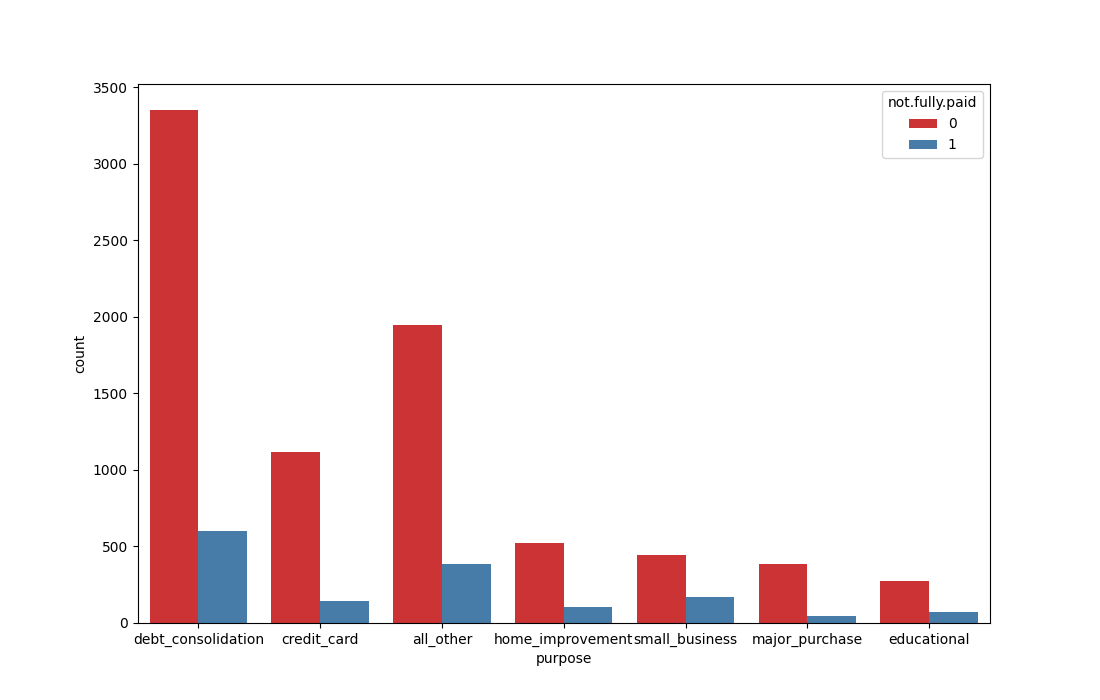 3500
3000
2500
2000
1500
1000
500
0
count
not.fully.paid
0
1
debt_consolidation credit_card all_other home_improvement small_business major_purchase educational
purpose